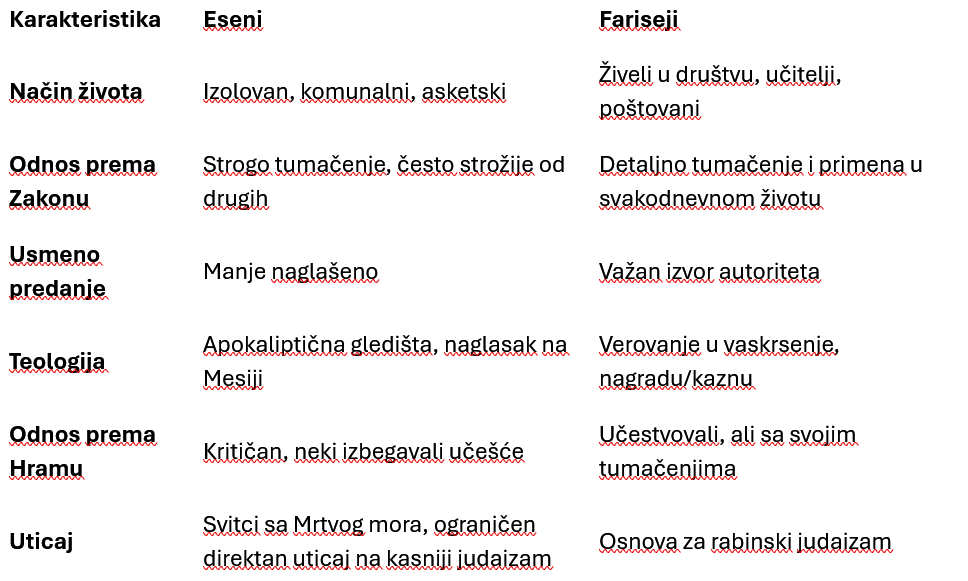 Karakteristika Eseni Fariseji
Način života Izolovan, komunalni, asketski Živeli u društvu, učitelji,
poštovani
Odnos prema Strogo tumačenje, često strožije od Detaljno tumačenje i primena u
Zakonu drugih svakodnevnom životu
Usmeno
predanje Manje naglašeno Važan izvor autoriteta
Teologija Apokaliptična gledišta, naglasak na Verovanje u vaskrsenje,
Mesiji nagradu/kaznu
Odnos prema Kritičan, neki izbegavali učešće Učestvovali, ali sa svojim
Hramu tumačenjima
Uticaj Svitci sa Mrtvog mora, ograničen Osnova za rabinski judaizam
direktan uticaj na kasniji judaizam